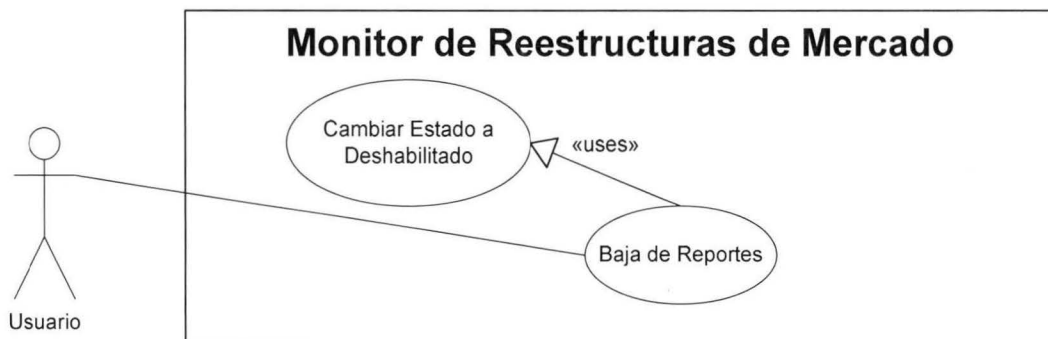 Monitor de Reestructuras de Mercado
Cambiar Estado a
Deshabilitado
«uses»
Baja de Reportes
Usuario